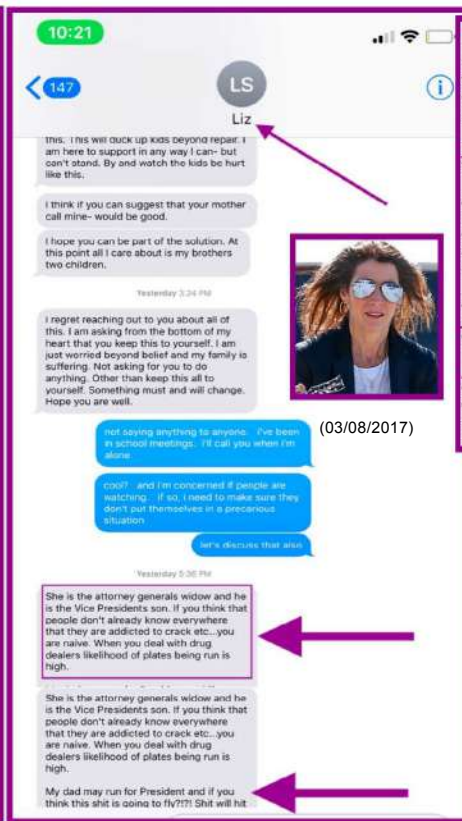 10:21
147
LS
Liz
this. This will duck up kids beyond repair. I
am here to support in any way I can- but
can't stand. By and watch the kids be hurt
like this.
I think if you can suggest that your mother
call mine- would be good.
I hope you can be part of the solution. At
this point all I care about is my brothers
two children.
Yesterday 3:34 PM
I regret reaching out to you about all of
this. I am asking from the bottom of my
heart that you keep this to yourself. I am
just worried beyond belief and my family is
suffering. Not asking for you to do
anything. Other than keep this all to
yourself. Something must and will change.
Hope you are well.
(03/08/2017)
not saying anything to anyone. i've been
in school meetings. i'll call you when i'm
alone
cool? and i'm concerned if people are
watching. if so, i need to make sure they
don't put themselves in a precarious
situation
let's discuss that also
Yesterday 5:36 PM
She is the attorney generals widow and he
is the Vice Presidents son. If you think that
people don't already know everywhere
that they are addicted to crack etc...you
are naive. When you deal with drug
dealers likelihood of plates being run is
high.
She is the attorney generals widow and he
is the Vice Presidents son. If you think that
people don't already know everywhere
that they are addicted to crack etc...you
are naive. When you deal with drug
dealers likelihood of plates being run is
high.
My dad may run for President and if you
think this shit is going to fly?!?! Shit will hit